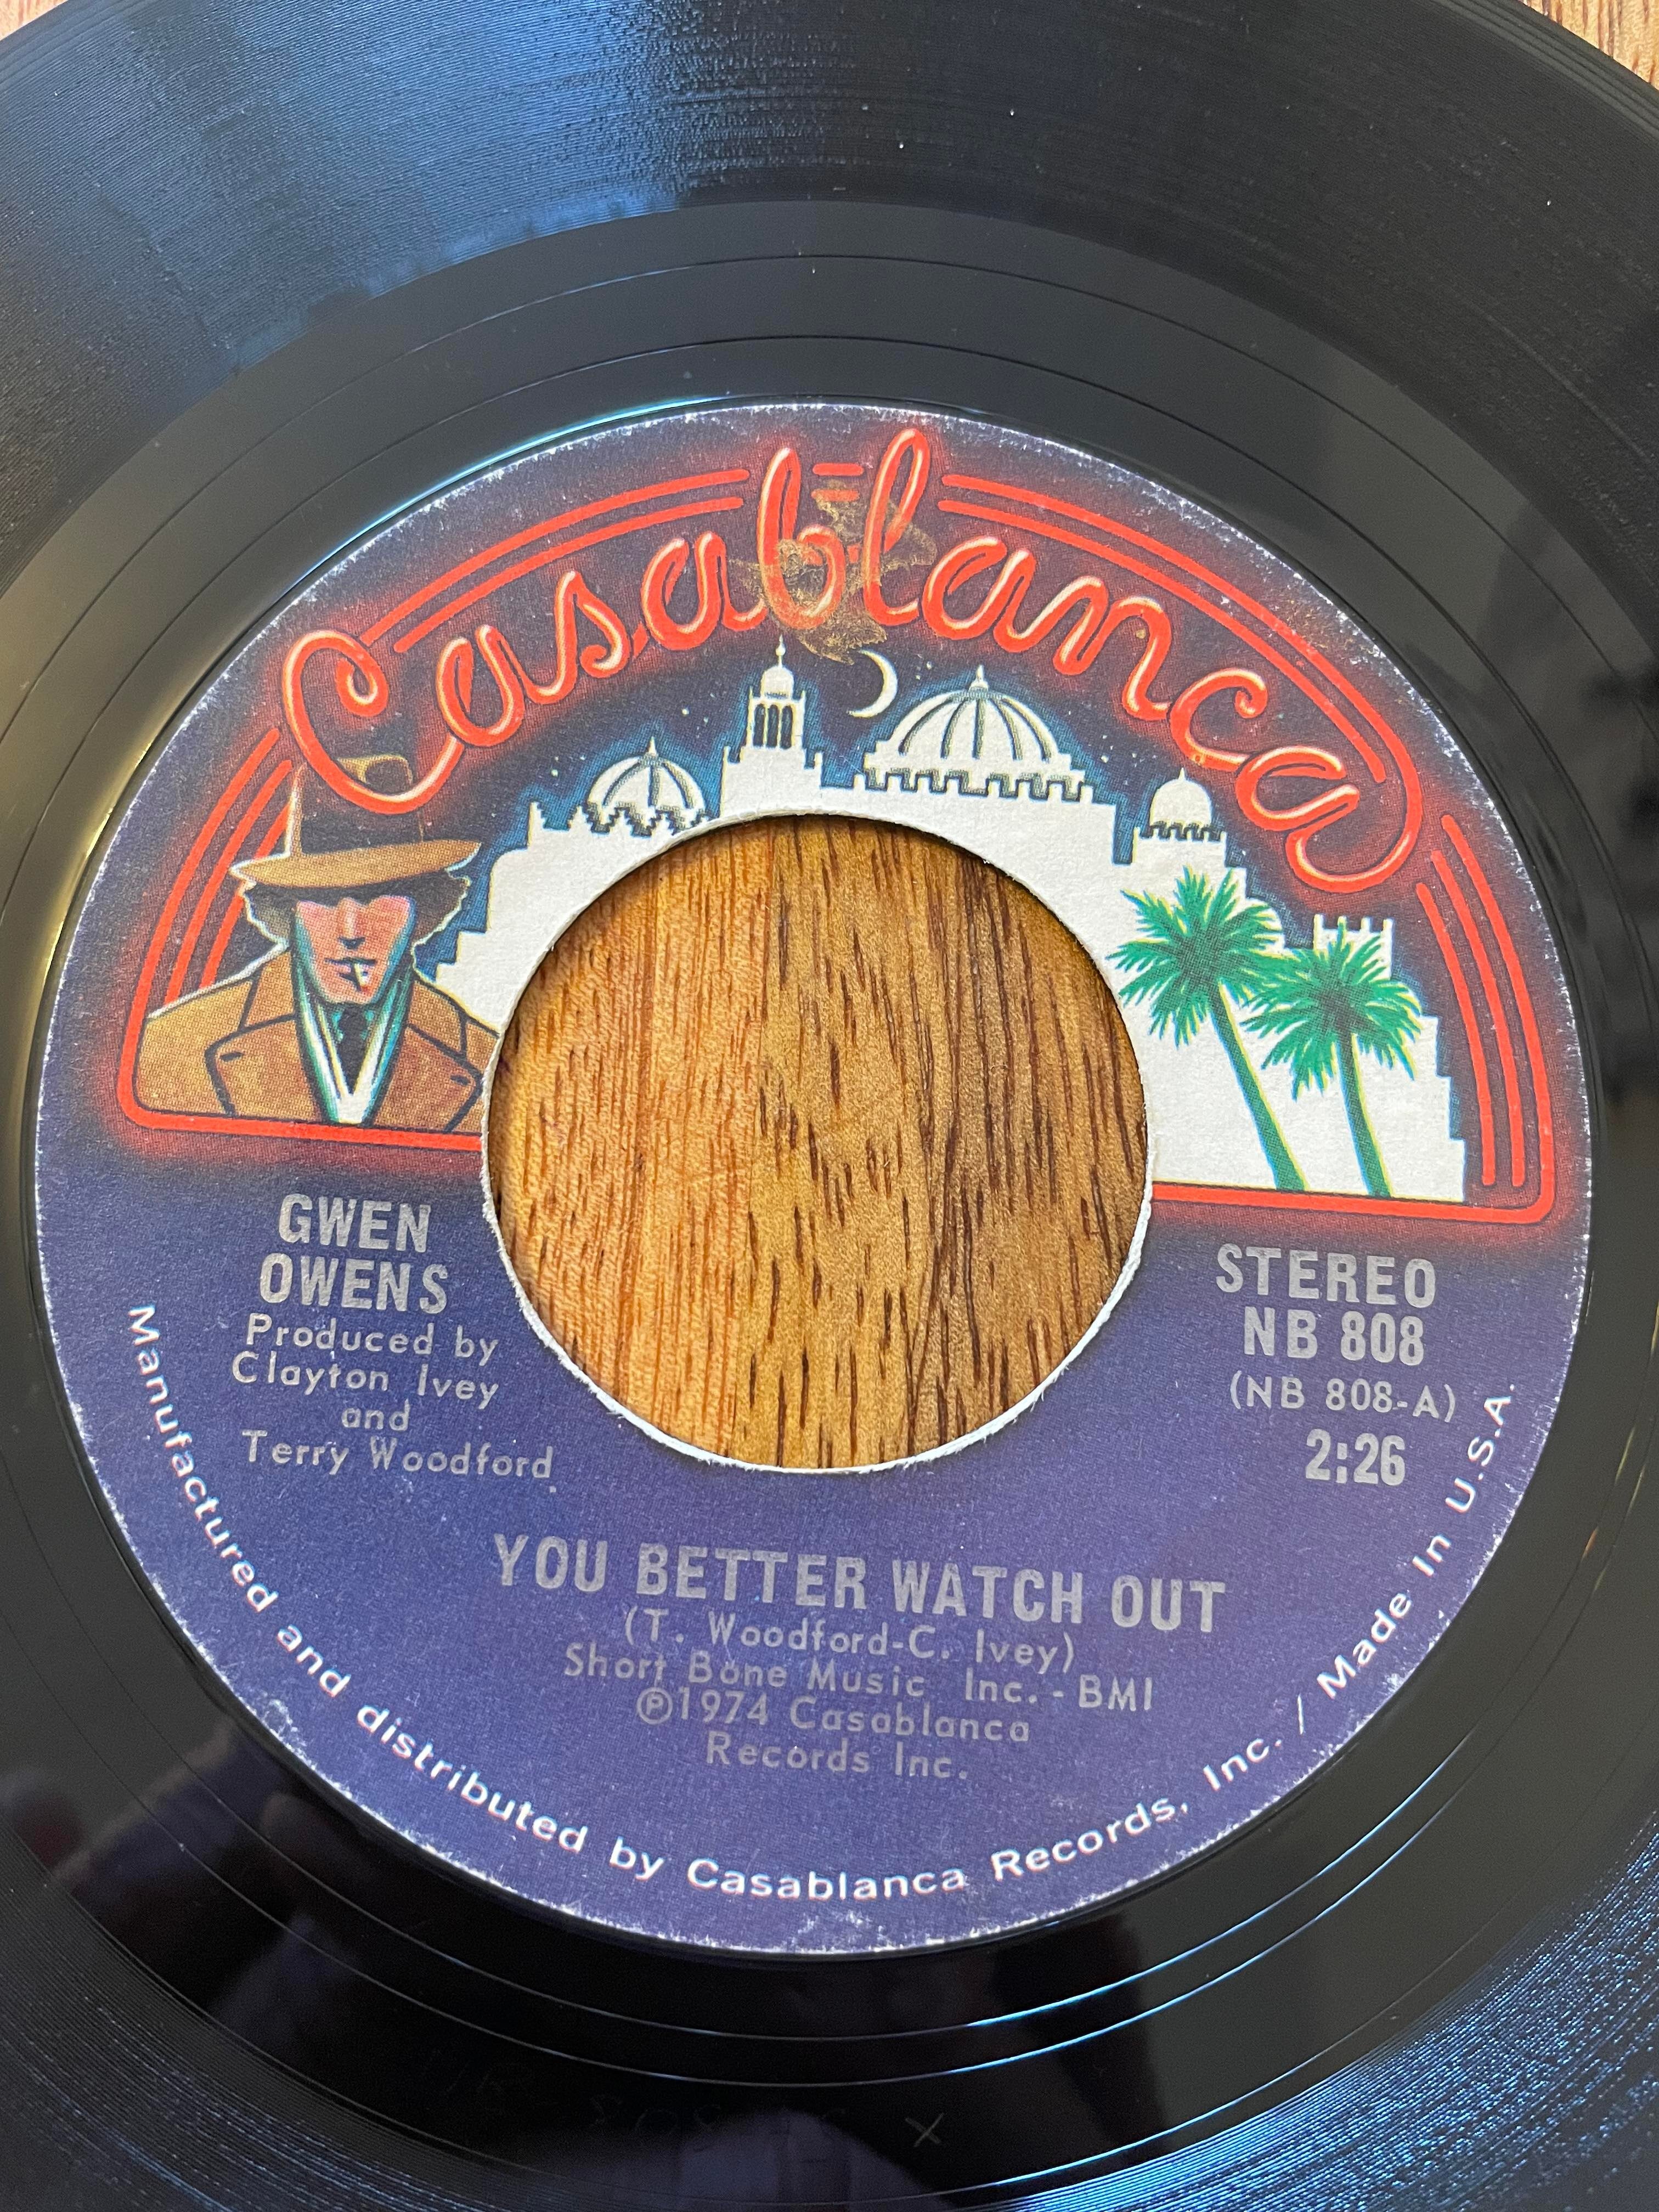 Casablanca
GWEN
OWENS
Produced by
Clayton Ivey
and
Terry Woodford
STEREO
NB 808
(NB 808-A)
2:26
YOU BETTER WATCH OUT
(T. Woodford-C. Ivey)
Short Bone Music Inc. - BMI
℗1974 Casablanca
Records Inc.
Manufactured and distributed by Casablanca Records, Inc. / Made In U.S.A.